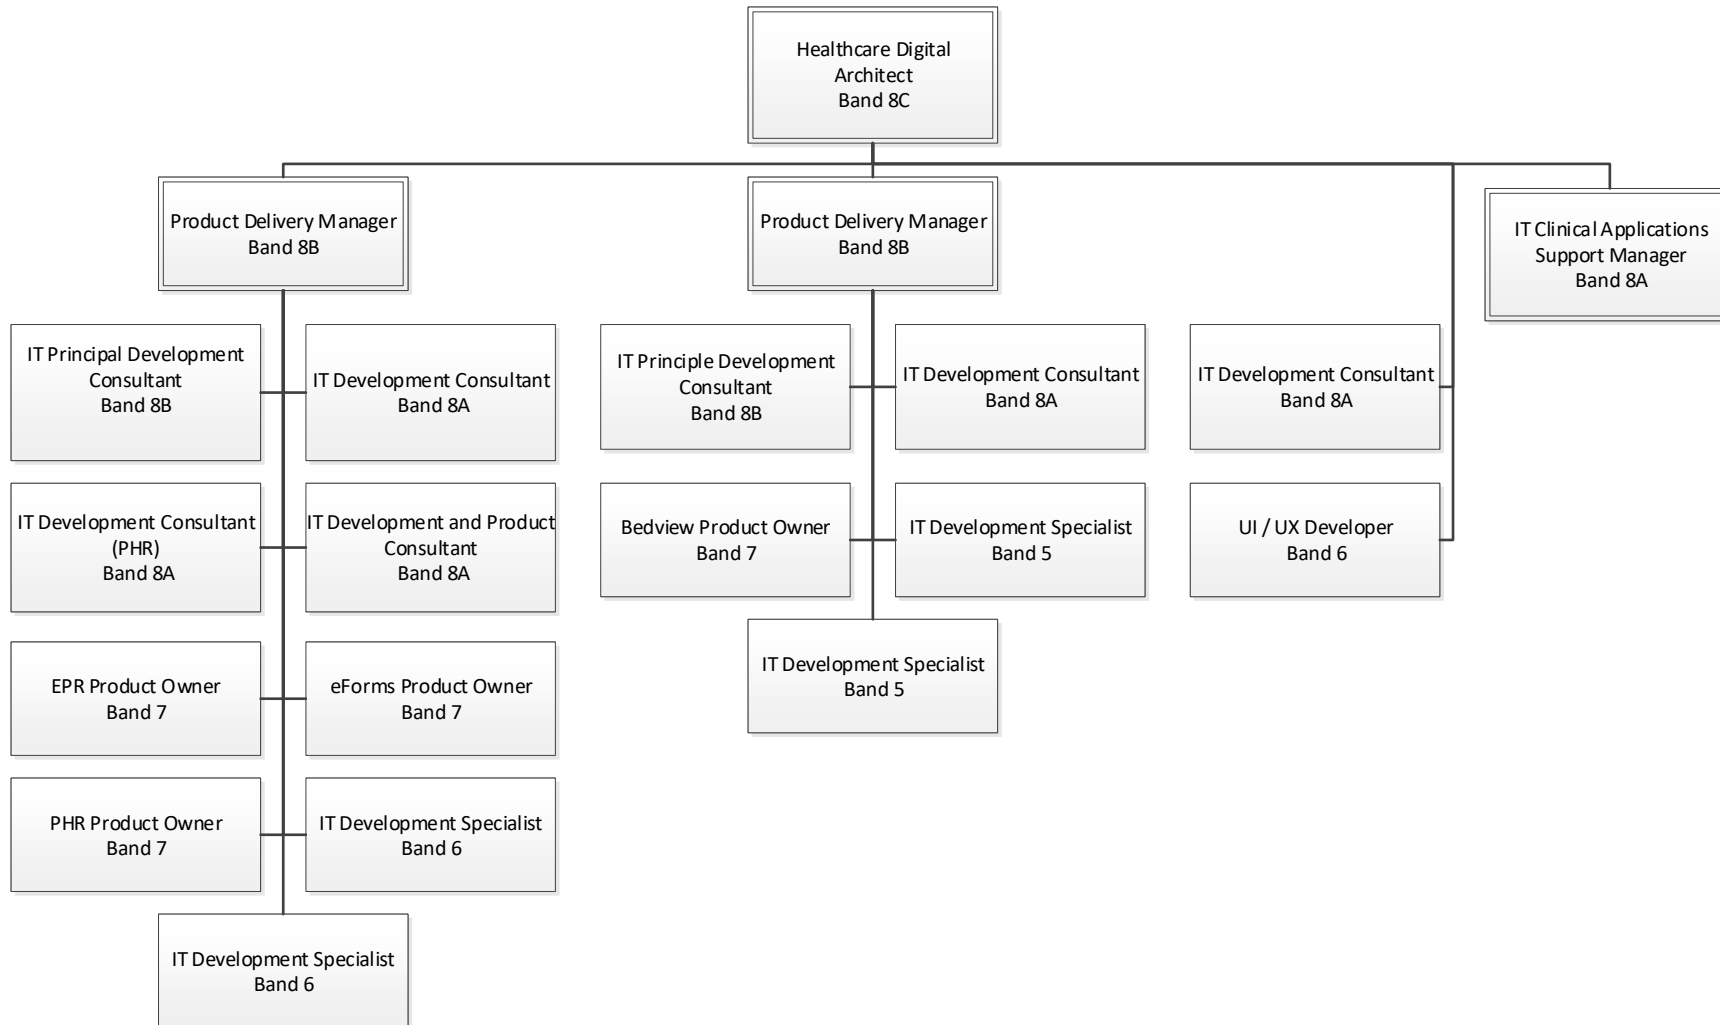 Healthcare Digital
Architect
Band 8C
Product Delivery Manager
Band 8B
Product Delivery Manager
Band 8B
IT Clinical Applications
Support Manager
Band 8A
IT Principal Development
Consultant
Band 8B
IT Development Consultant
Band 8A
IT Principle Development
Consultant
Band 8B
IT Development Consultant
Band 8A
IT Development Consultant
Band 8A
IT Development Consultant
(PHR)
Band 8A
IT Development and Product
Consultant
Band 8A
Bedview Product Owner
Band 7
IT Development Specialist
Band 5
UI / UX Developer
Band 6
EPR Product Owner
Band 7
eForms Product Owner
Band 7
IT Development Specialist
Band 5
PHR Product Owner
Band 7
IT Development Specialist
Band 6
IT Development Specialist
Band 6